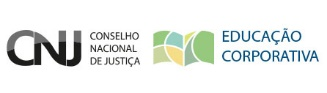 CNJ
CONSELHO
NACIONAL
DE JUSTIÇA
EDUCAÇÃO
CORPORATIVA